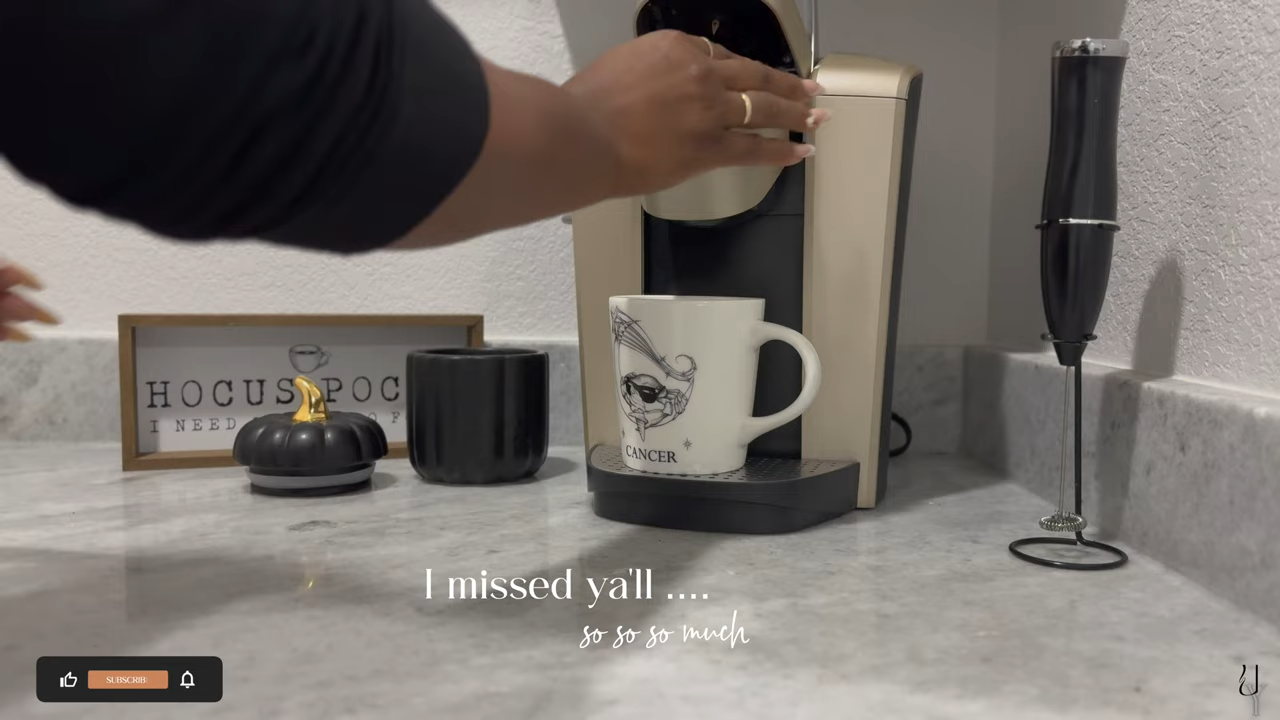 HOCUS POC
I NEED O F
CANCER
I missed ya'll ....
so so so much
SUBSCRIBE